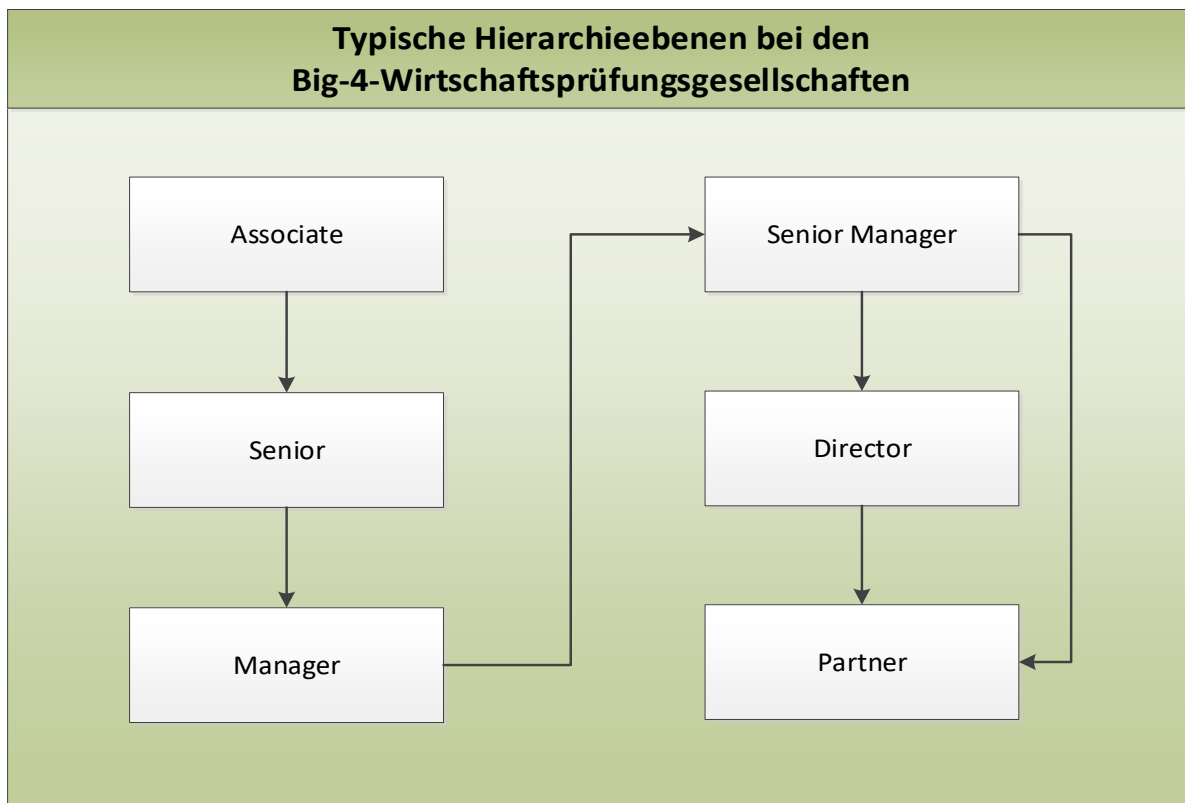 Typische Hierarchieebenen bei den
Big-4-Wirtschaftsprüfungsgesellschaften
Associate
Senior
Manager
Senior Manager
Director
Partner